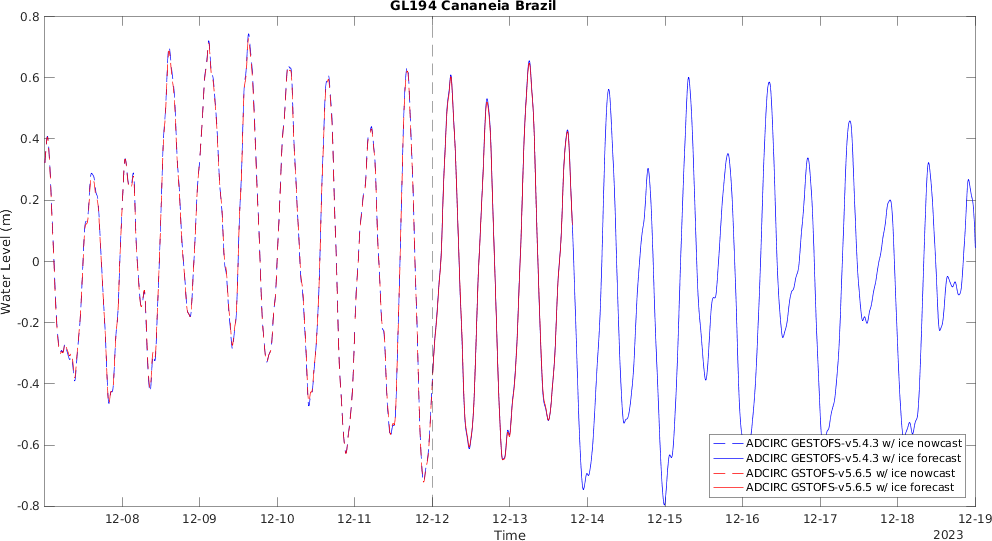 GL194 Cananeia Brazil
0.8
0.6
0.4
0.2
0
-0.2
-0.4
-0.6
-0.8
Water Level (m)
ADCIRC GESTOFS-v5.4.3 w/ ice nowcast
ADCIRC GESTOFS-v5.4.3 w/ ice forecast
ADCIRC GSTOFS-v5.6.5 w/ ice nowcast
ADCIRC GSTOFS-v5.6.5 w/ ice forecast
12-08 12-09 12-10 12-11 12-12 12-13 12-14 12-15 12-16 12-17 12-18 12-19
Time
2023